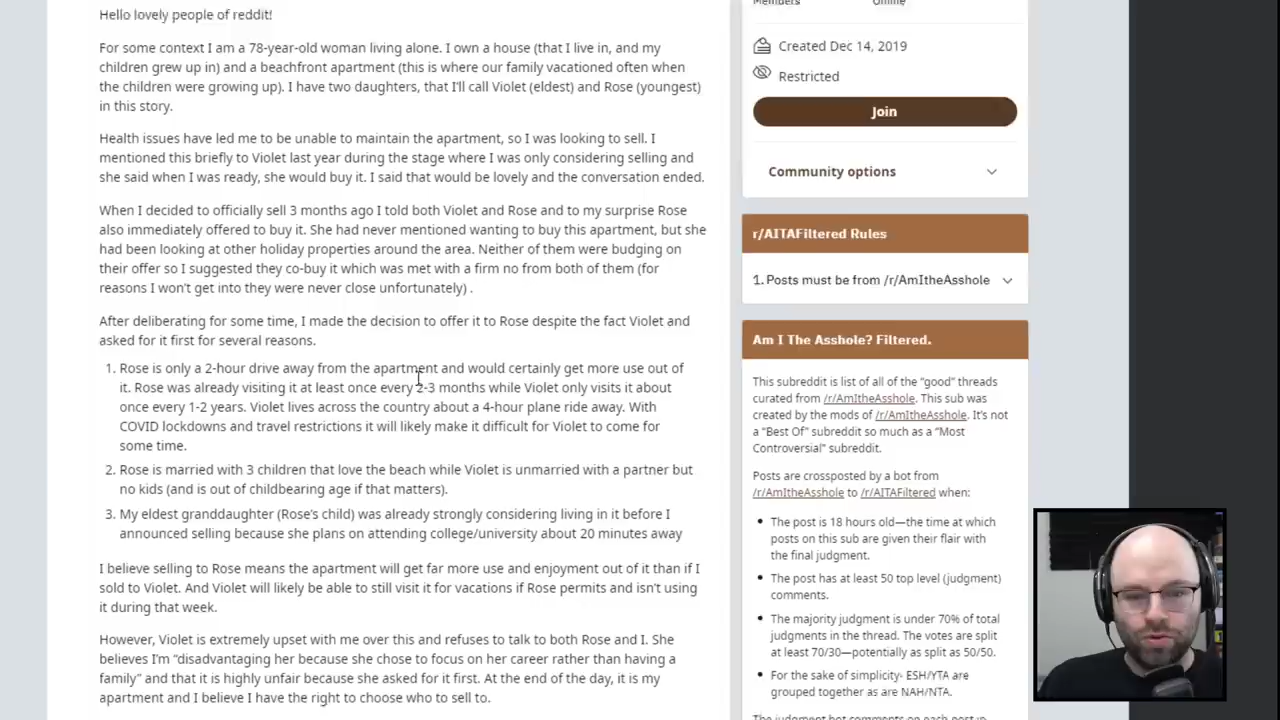 Hello lovely people of reddit!
For some context I am a 78-year-old woman living alone. I own a house (that I live in, and my
children grew up in) and a beachfront apartment (this is where our family vacationed often when
the children were growing up). I have two daughters, that I'll call Violet (eldest) and Rose (youngest)
in this story.
Health issues have led me to be unable to maintain the apartment, so I was looking to sell. I
mentioned this briefly to Violet last year during the stage where I was only considering selling and
she said when I was ready, she would buy it. I said that would be lovely and the conversation ended.
When I decided to officially sell 3 months ago I told both Violet and Rose and to my surprise Rose
also immediately offered to buy it. She had never mentioned wanting to buy this apartment, but she
had been looking at other holiday properties around the area. Neither of them were budging on
their offer so I suggested they co-buy it which was met with a firm no from both of them (for
reasons I won't get into they were never close unfortunately) .
After deliberating for some time, I made the decision to offer it to Rose despite the fact Violet and
asked for it first for several reasons.
1. Rose is only a 2-hour drive away from the apartment and would certainly get more use out of
it. Rose was already visiting it at least once every 2-3 months while Violet only visits it about
once every 1-2 years. Violet lives across the country about a 4-hour plane ride away. With
COVID lockdowns and travel restrictions it will likely make it difficult for Violet to come for
some time.
2. Rose is married with 3 children that love the beach while Violet is unmarried with a partner but
no kids (and is out of childbearing age if that matters).
3. My eldest granddaughter (Rose's child) was already strongly considering living in it before I
announced selling because she plans on attending college/university about 20 minutes away
I believe selling to Rose means the apartment will get far more use and enjoyment out of it than if I
sold to Violet. And Violet will likely be able to still visit it for vacations if Rose permits and isn't using
it during that week.
However, Violet is extremely upset with me over this and refuses to talk to both Rose and I. She
believes I'm "disadvantaging her because she chose to focus on her career rather than having a
family" and that it is highly unfair because she asked for it first. At the end of the day, it is my
apartment and I believe I have the right to choose who to sell to.
Members Online
Created Dec 14, 2019
Restricted
Join
Community options
r/AITAFiltered Rules
1. Posts must be from /r/AmItheAsshole
Am I The Asshole? Filtered.
This subreddit is list of all of the "good" threads
curated from /r/AmItheAsshole. This sub was
created by the mods of /r/AmItheAsshole. It's not
a "Best Of" subreddit so much as a "Most
Controversial" subreddit.
Posts are crossposted by a bot from
/r/AmItheAsshole to /r/AITAFiltered when:
• The post is 18 hours old—the time at which
posts on this sub are given their flair with
the final judgment.
• The post has at least 50 top level (judgment)
comments.
• The majority judgment is under 70% of total
judgments in the thread. The votes are split
at least 70/30—potentially as split as 50/50.
• For the sake of simplicity- ESH/YTA are
grouped together as are NAH/NTA.
The judgment bot comments on each post in